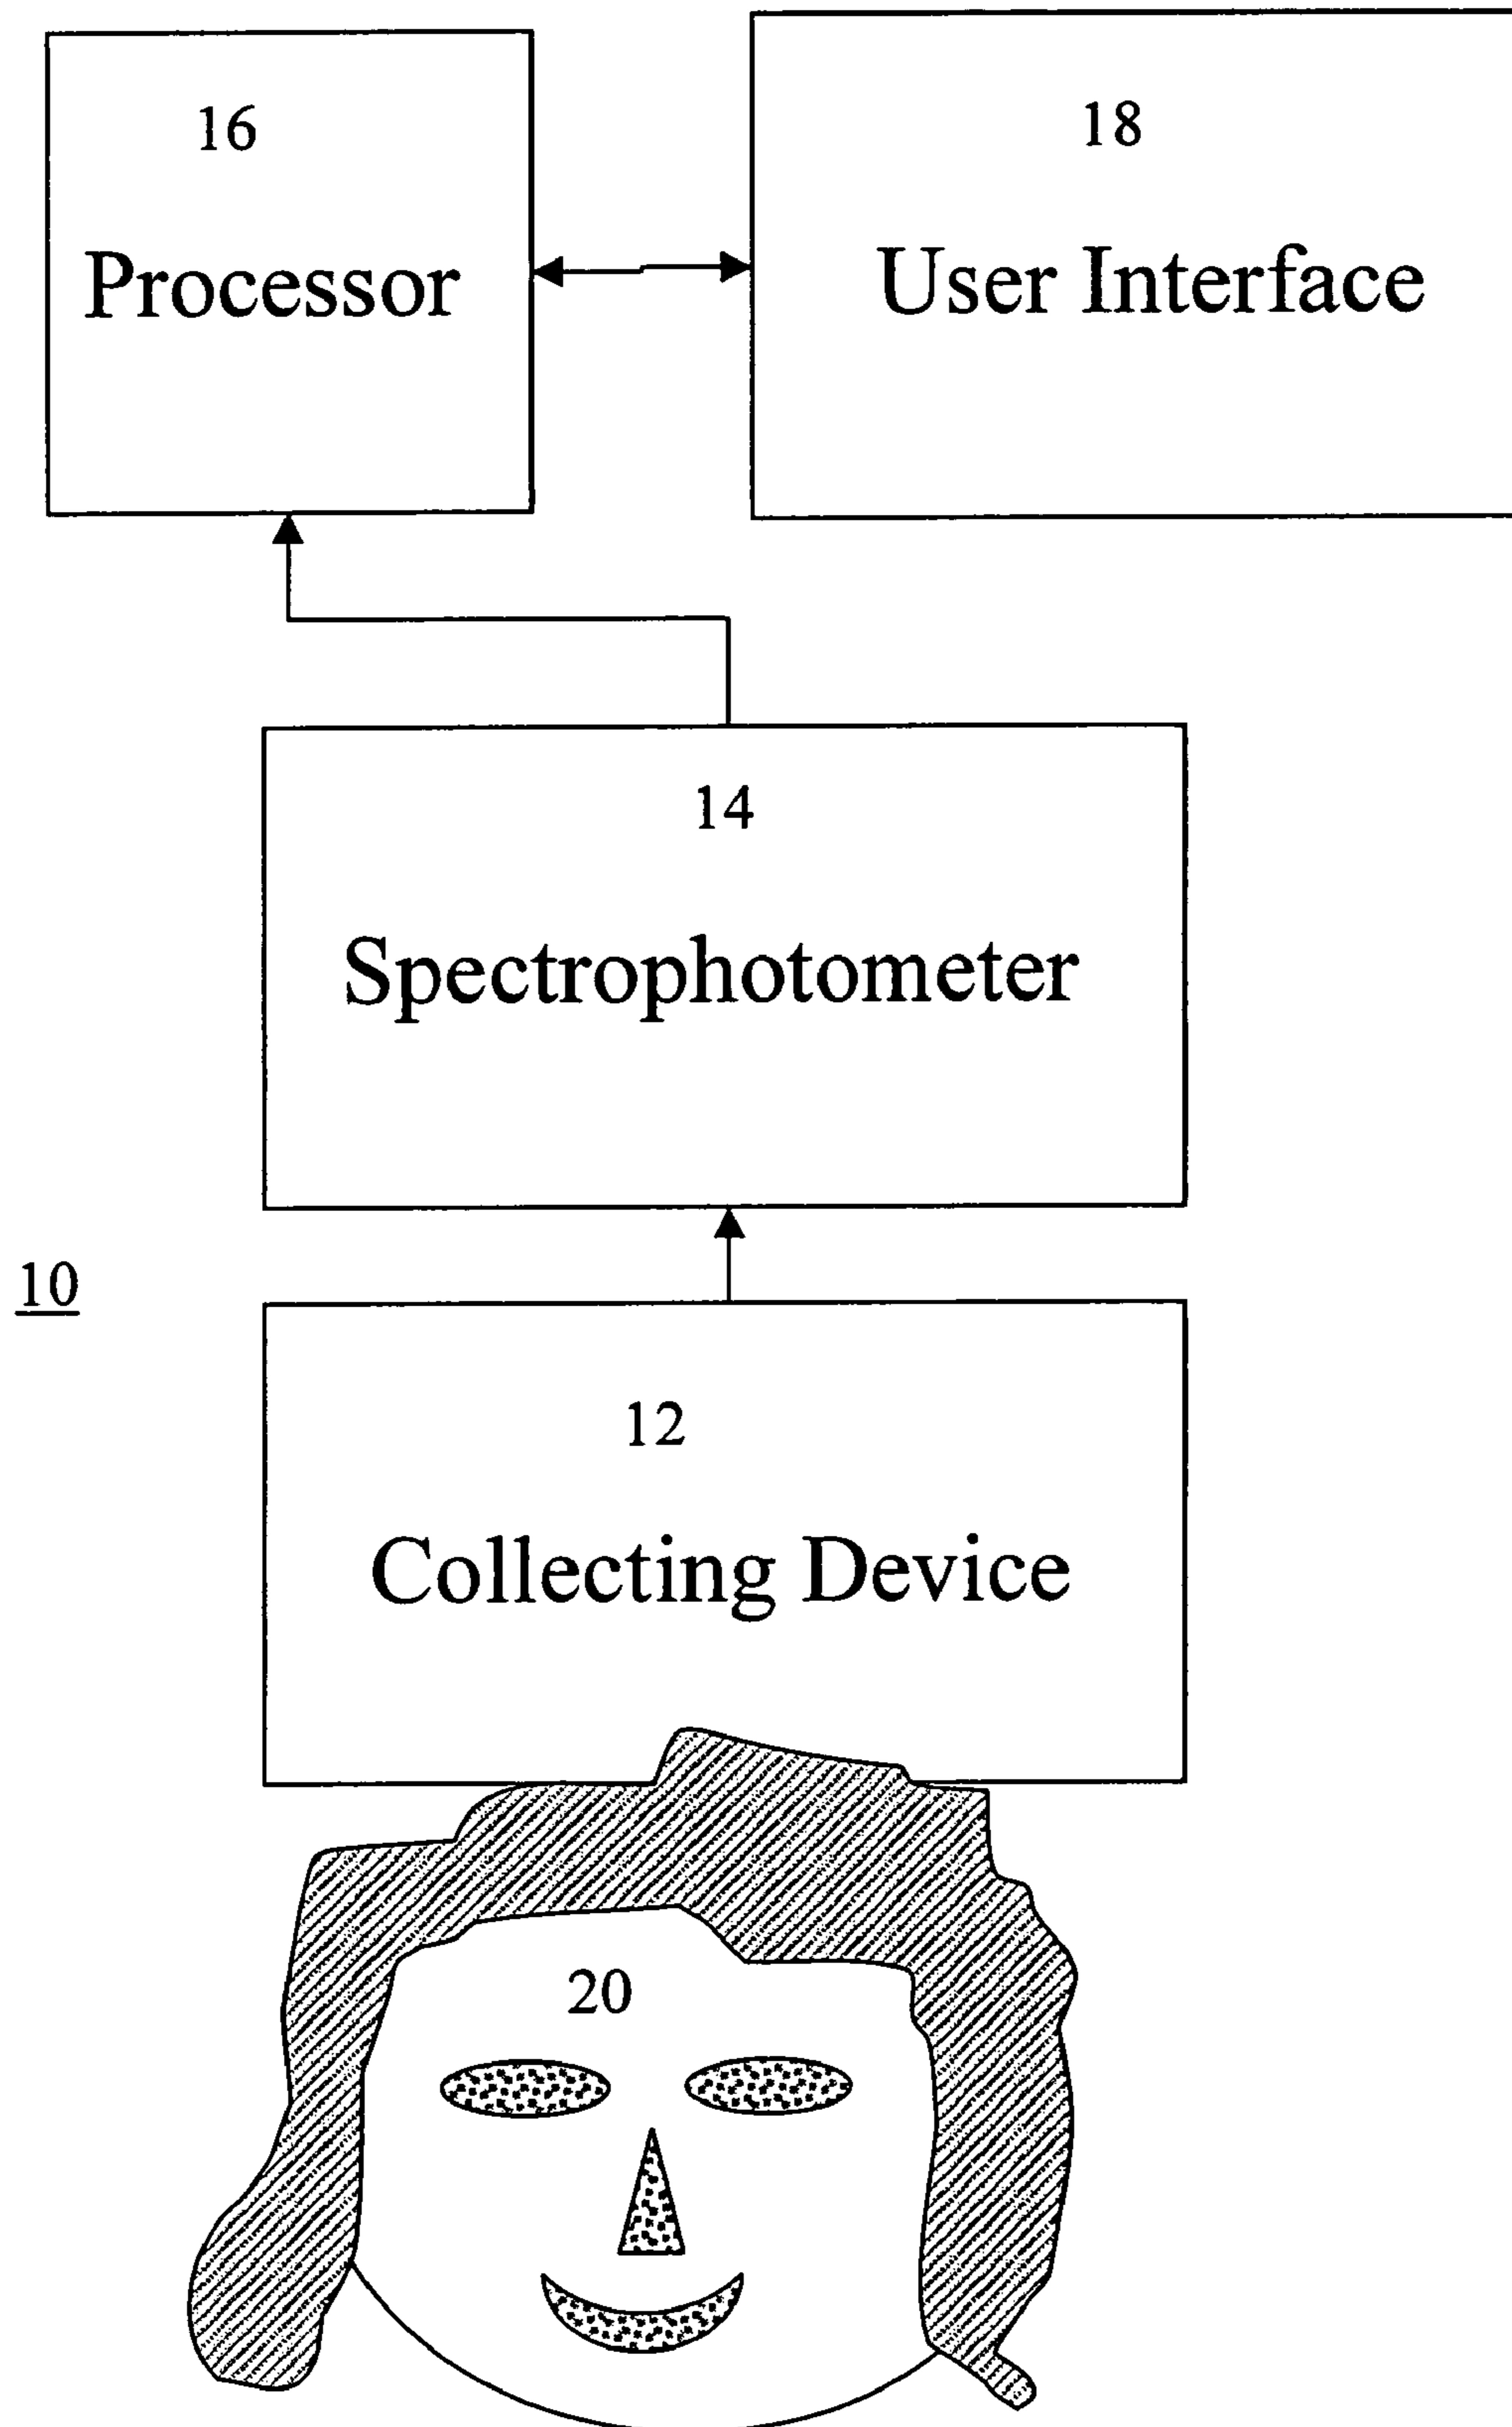 16
Processor
18
User Interface
14
Spectrophotometer
10
12
Collecting Device
20